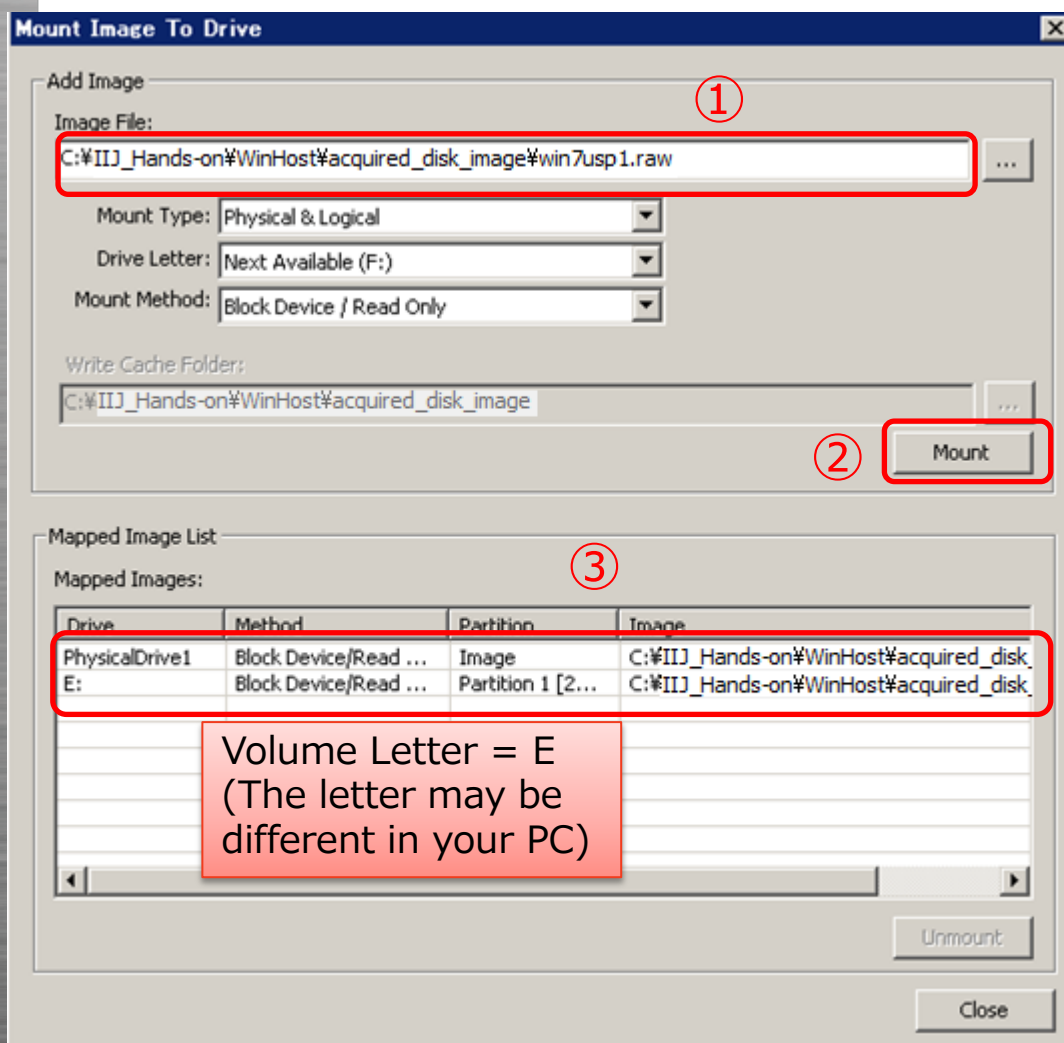 Mount Image To Drive
Add Image
①
Image File:
C:¥IIJ_Hands-on¥WinHost¥acquired_disk_image¥win7usp1.raw
...
Mount Type: Physical & Logical
Drive Letter: Next Available (F:)
Mount Method: Block Device / Read Only
Write Cache Folder:
C:¥IIJ_Hands-on¥WinHost¥acquired_disk_image
...
② Mount
Mapped Image List
③
Mapped Images:
Drive Method Partition Image
PhysicalDrive1 Block Device/Read ... Image C:¥IIJ_Hands-on¥WinHost¥acquired_disk_
E: Block Device/Read ... Partition 1 [2... C:¥IIJ_Hands-on¥WinHost¥acquired_disk_
Volume Letter = E
(The letter may be
different in your PC)
Unmount
Close